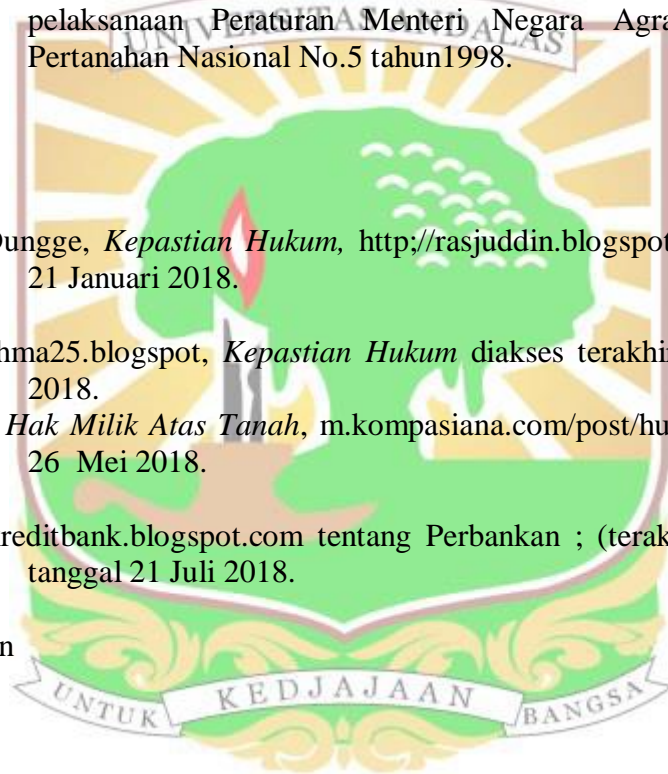 pelaksanaan Peraturan Menteri Negara Agra
UNIVERSITAS ANDALAS
Pertanahan Nasional No.5 tahun1998.
Dungge, Kepastian Hukum, http;//rasjuddin.blogspot
21 Januari 2018.
hma25.blogspot, Kepastian Hukum diakses terakhir
2018.
Hak Milik Atas Tanah, m.kompasiana.com/post/hu
26 Mei 2018.
reditbank.blogspot.com tentang Perbankan ; (terak
tanggal 21 Juli 2018.
n
UNTUK KEDJAJAAN BANGSA